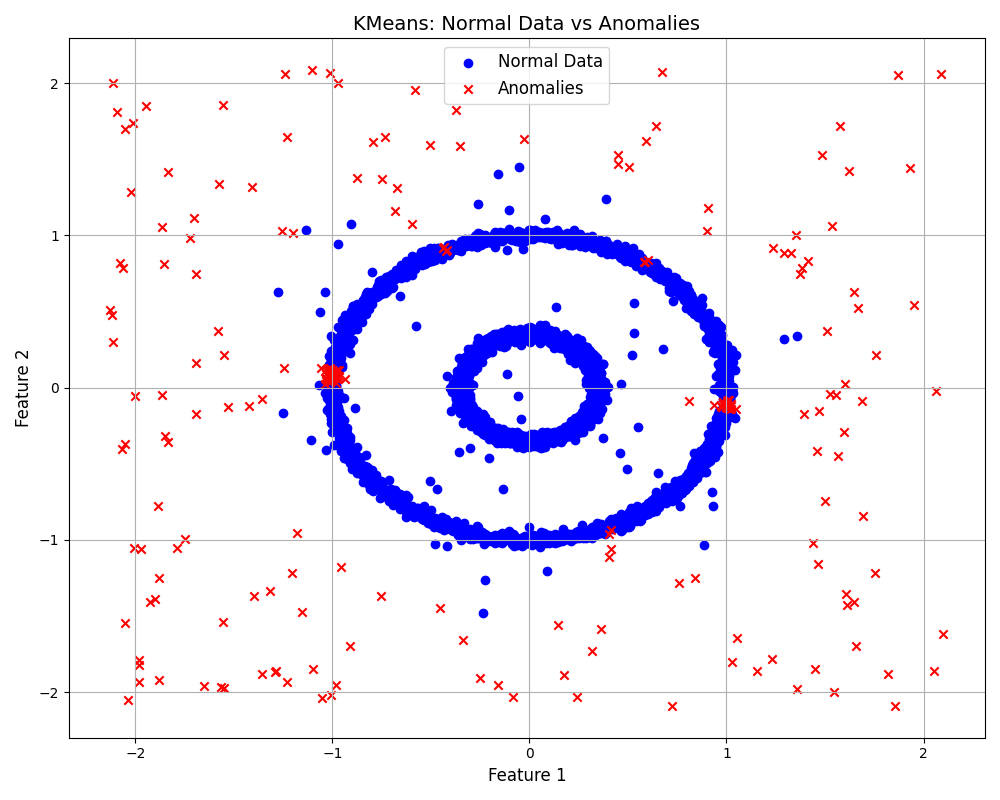 KMeans: Normal Data vs Anomalies
Normal Data
Anomalies
Feature 2
2
1
0
−1
−2
−2 −1 0 1 2
Feature 1